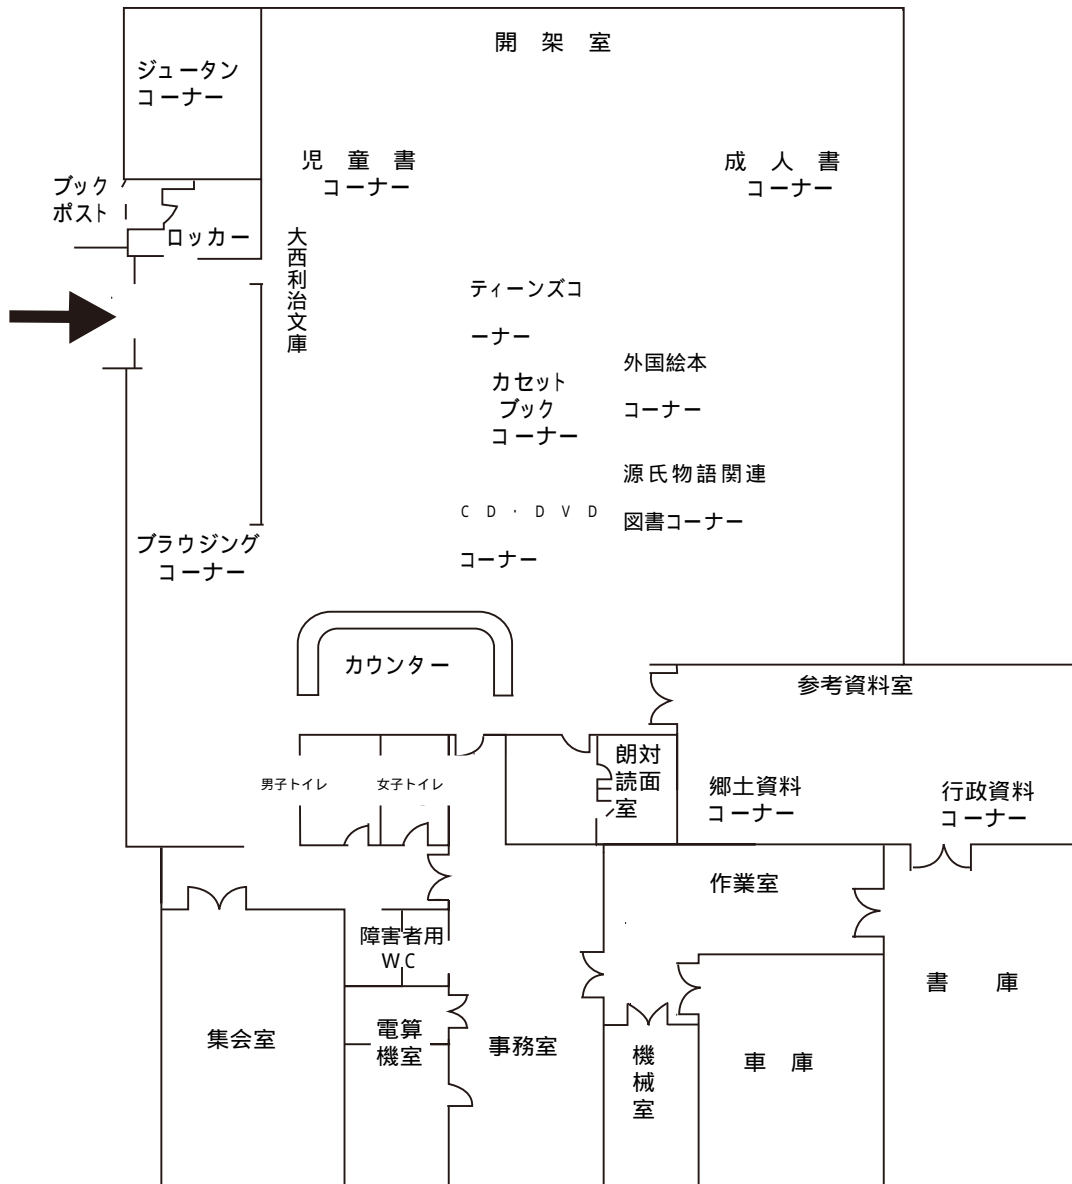 開 架 室
ジュータン
コーナー
児 童 書
コーナー
成 人 書
コーナー
ブック
ポスト
ロッカー
大西利治文庫
ティーンズコ
ーナー
外国絵本
コーナー
カセット
ブック
コーナー
源氏物語関連
図書コーナー
CD・DVD
コーナー
ブラウジング
コーナー
カウンター
参考資料室
男子トイレ
女子トイレ
対面
朗読室
郷土資料
コーナー
行政資料
コーナー
作業室
障害者用
WC
書 庫
集会室
電算
機室
事務室
機械室
車 庫